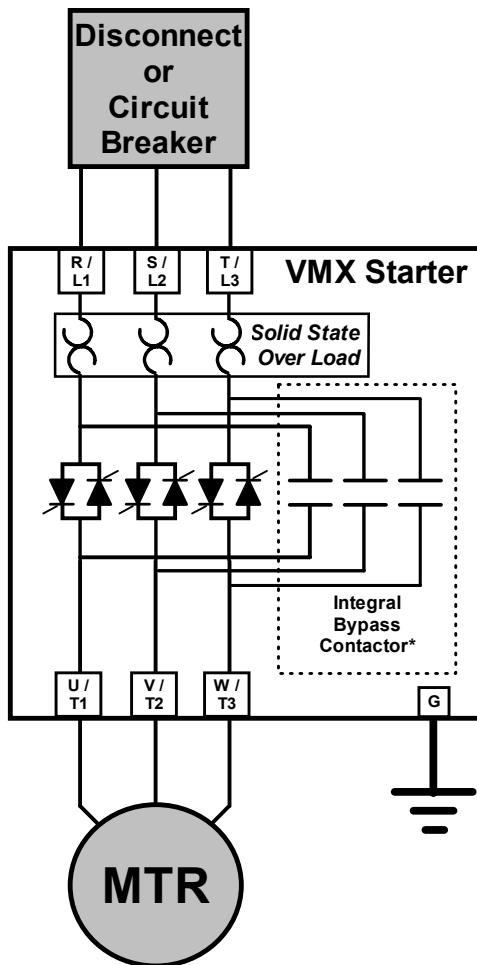 Disconnect
or
Circuit
Breaker
R /
L1
S /
L2
T /
L3
VMX Starter
Solid State
Over Load
Integral
Bypass
Contactor*
U /
T1
V /
T2
W /
T3
G
MTR